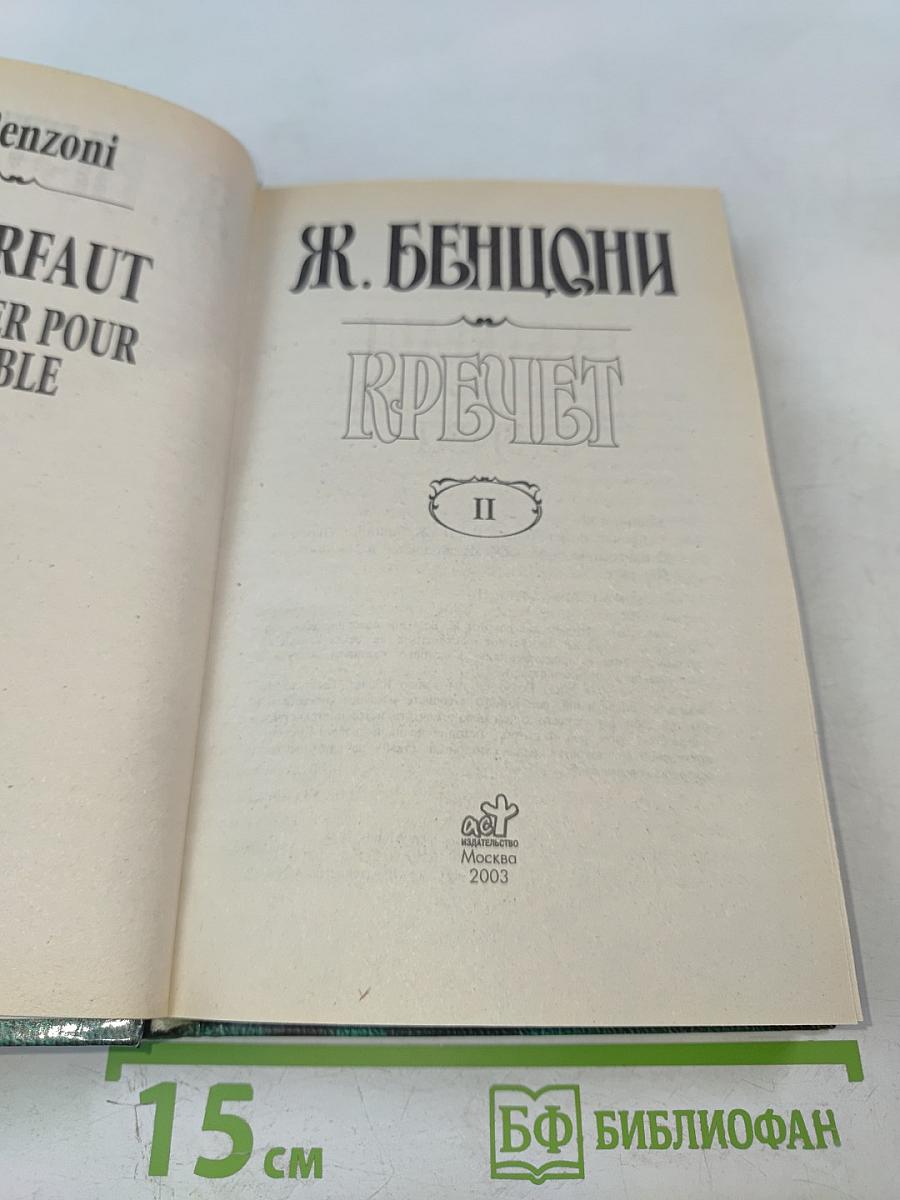 enzoni
RFAUT
ER POUR
BLE
Ж. БЕНЦОНИ
КРЕЧЕТ
II
аст
ИЗДАТЕЛЬСТВО
Москва
2003
15 см
БФ БИБЛИОФАН